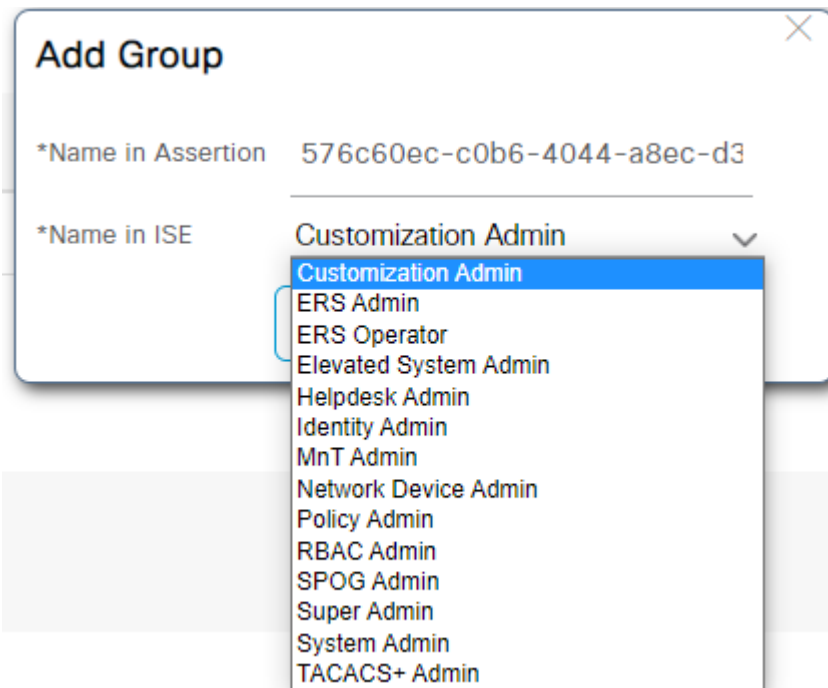 Add Group
*Name in Assertion 576c60ec-c0b6-4044-a8ec-d3
*Name in ISE Customization Admin
Customization Admin
ERS Admin
ERS Operator
Elevated System Admin
Helpdesk Admin
Identity Admin
MnT Admin
Network Device Admin
Policy Admin
RBAC Admin
SPOG Admin
Super Admin
System Admin
TACACS+ Admin